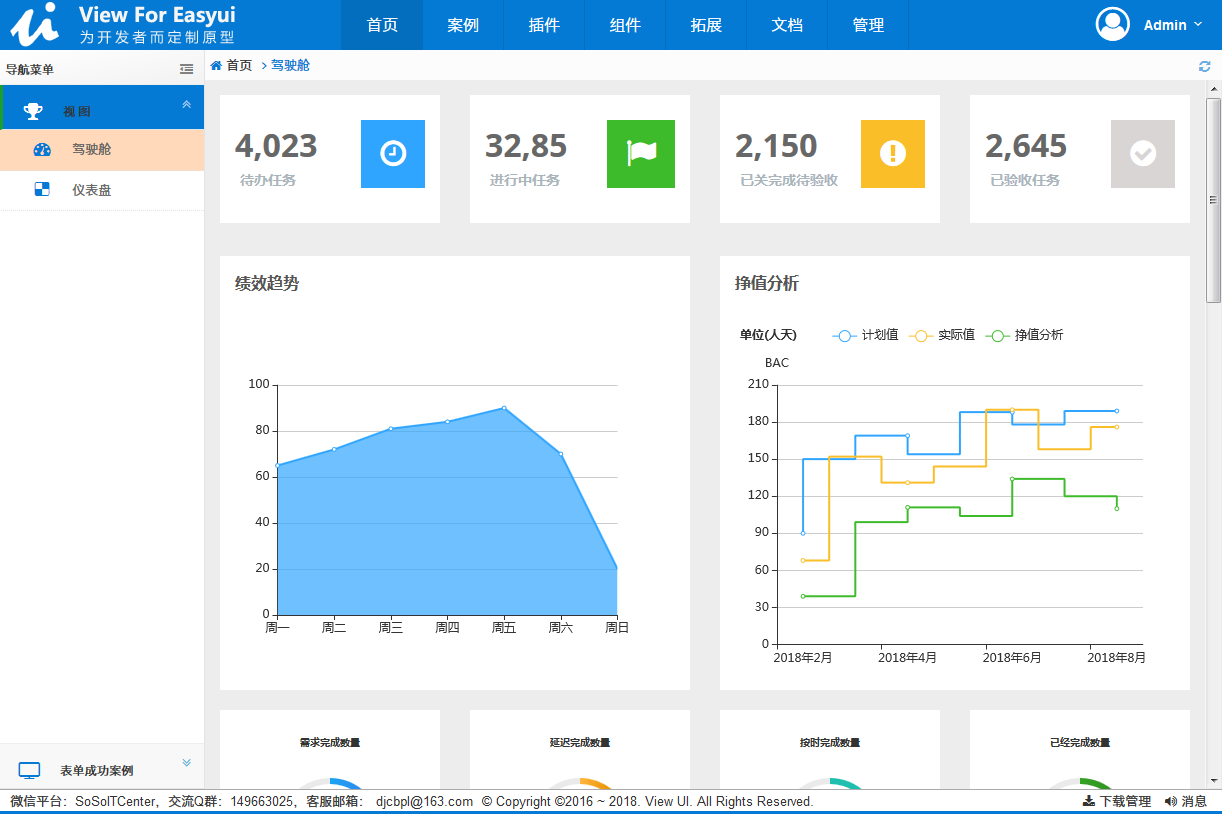 View For Easyui
为开发者而定制原型
首页 案例 插件 组件 拓展 文档 管理
Admin
导航菜单
首页 驾驶舱
视图
驾驶舱
仪表盘
4,023
待办任务
32,85
进行中任务
2,150
已关完成待验收
2,645
已验收任务
绩效趋势
100
80
60
40
20
0
周一 周二 周三 周四 周五 周六 周日
挣值分析
单位(人天) 计划值 实际值 挣值分析
BAC
210
180
150
120
90
60
30
0
2018年2月 2018年4月 2018年6月 2018年8月
需求完成数量
延迟完成数量
按时完成数量
已经完成数量
表单成功案例
微信平台：SoSoITCenter，交流Q群：149663025，客服邮箱： djcbpl@163.com © Copyright ©2016 ~ 2018. View UI. All Rights Reserved.
下载管理 消息